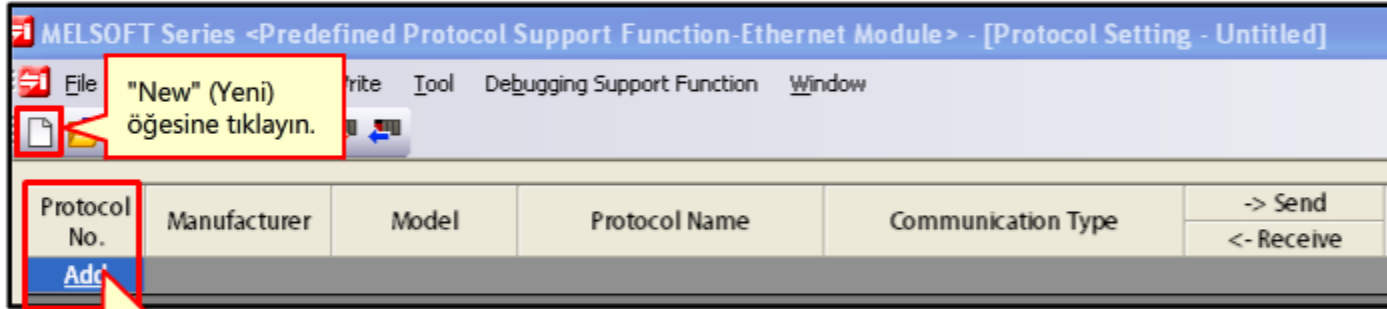 MELSOFT Series <Predefined Protocol Support Function-Ethernet Module> - [Protocol Setting - Untitled]
File Tool Debugging Support Function Window
"New" (Yeni)
öğesine tıklayın.
Protocol No. Manufacturer Model Protocol Name Communication Type -> Send
<- Receive
Add